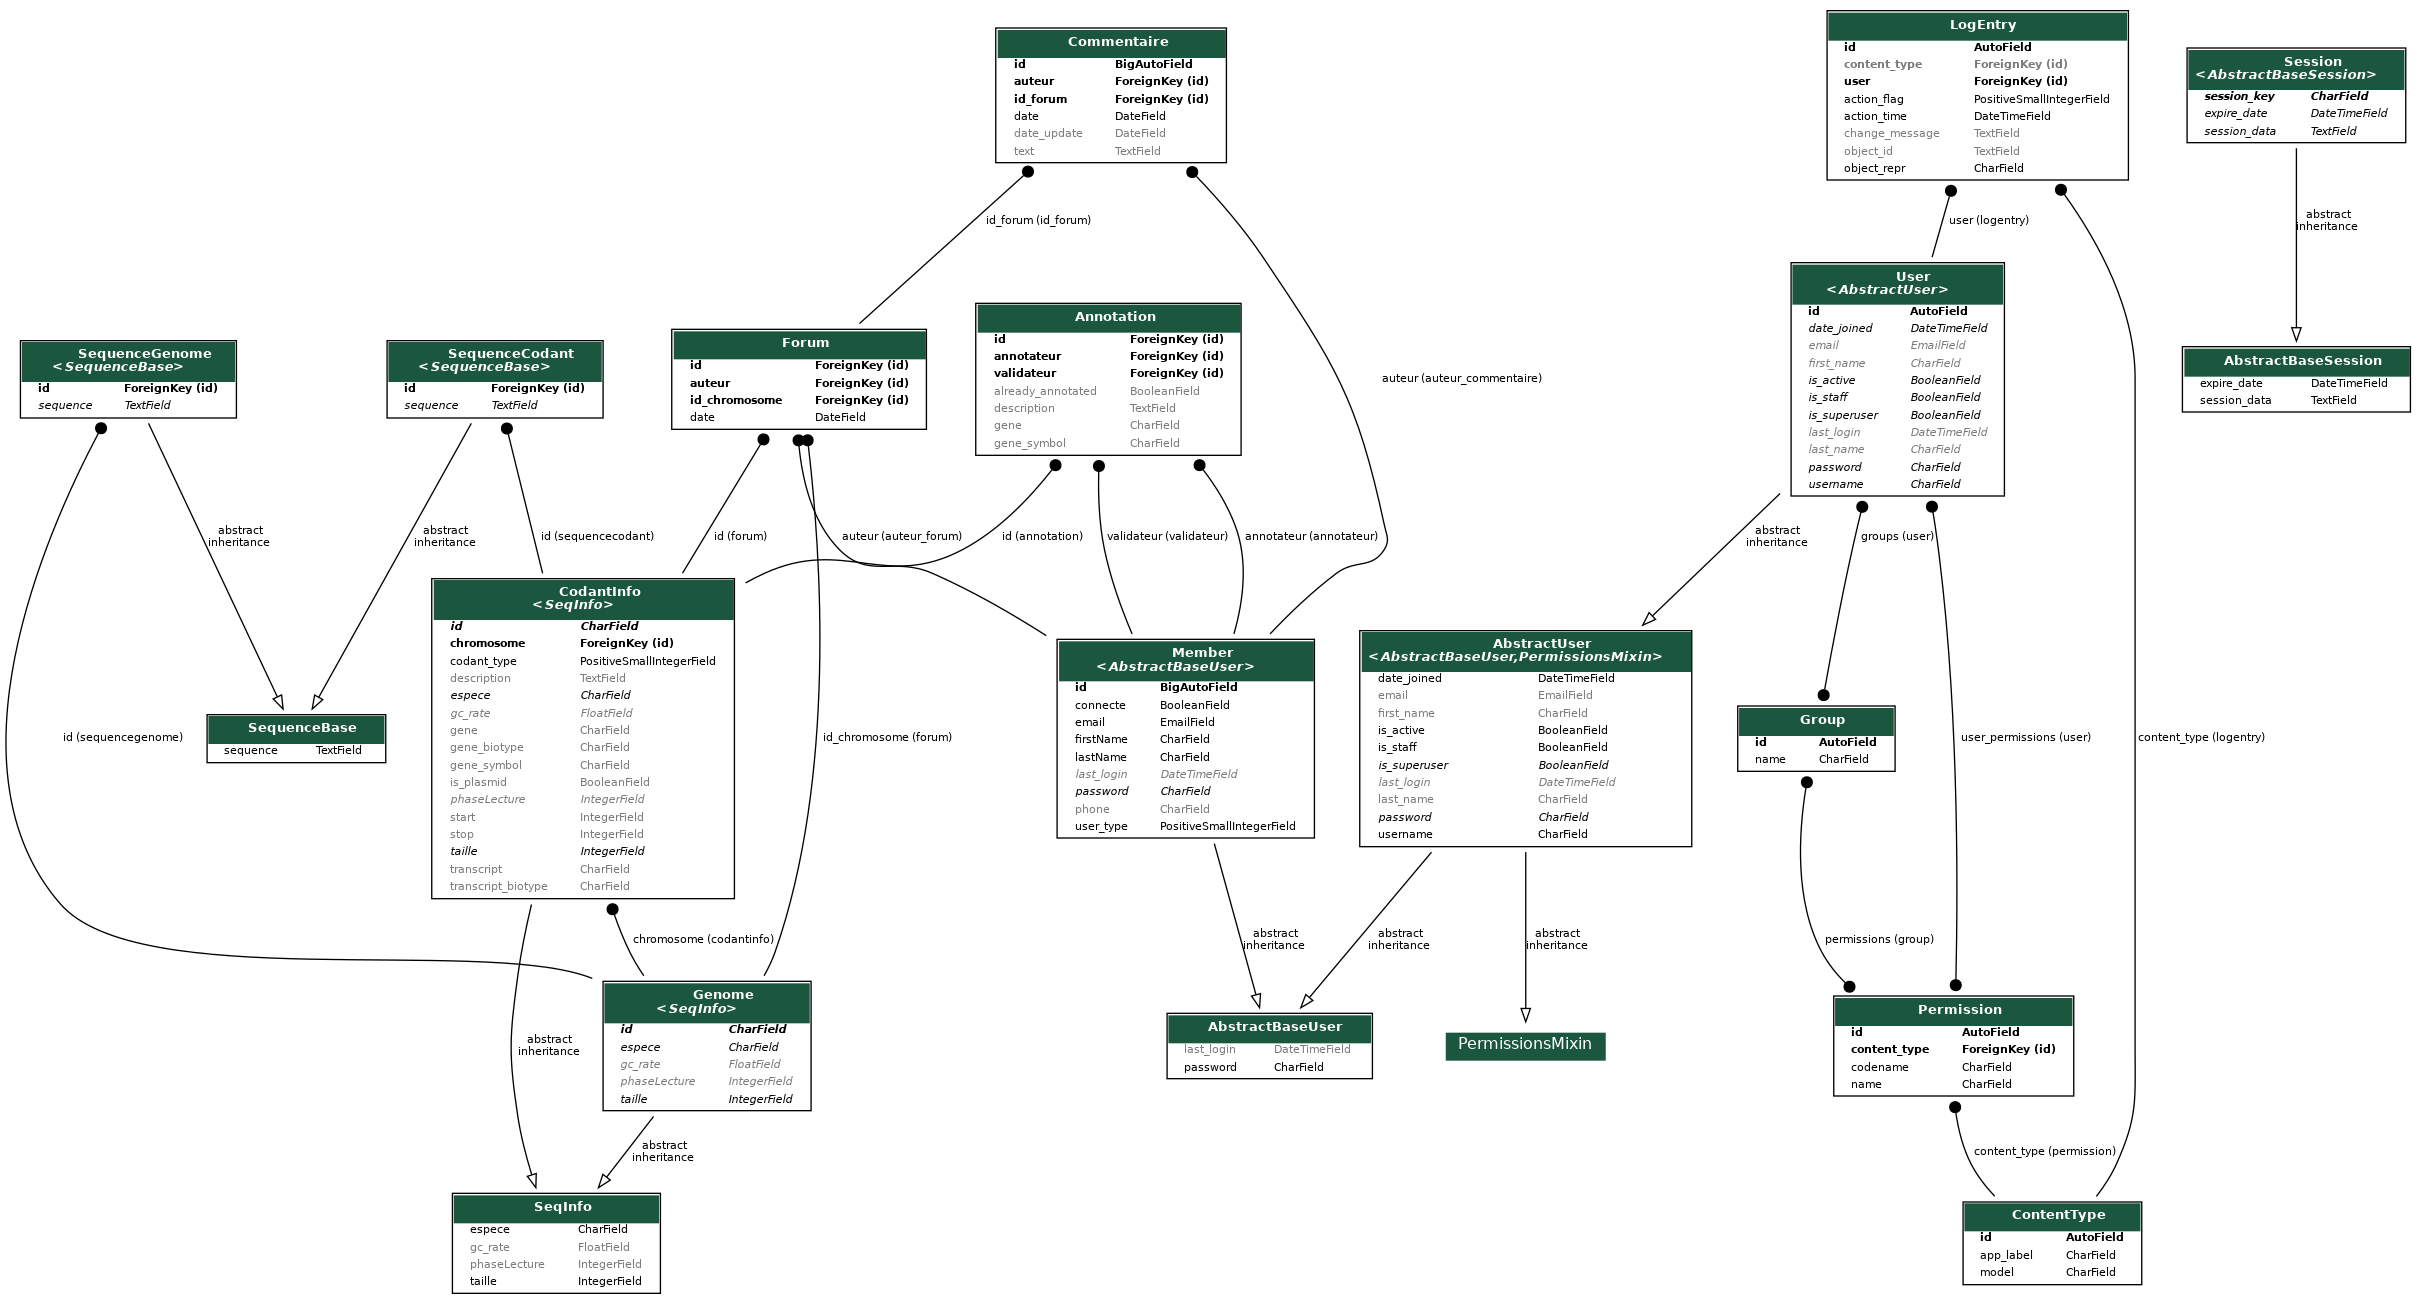 Commentaire
id BigAutoField
auteur ForeignKey (id)
id_forum ForeignKey (id)
date DateField
date_update DateField
text TextField
LogEntry
id AutoField
content_type ForeignKey (id)
user ForeignKey (id)
action_flag PositiveSmallIntegerField
action_time DateTimeField
change_message TextField
object_id TextField
object_repr CharField
Session
<AbstractBaseSession>
session_key CharField
expire_date DateTimeField
session_data TextField
id_forum (id_forum)
user (logentry)
abstract
inheritance
SequenceGenome
<SequenceBase>
id ForeignKey (id)
sequence TextField
SequenceCodant
<SequenceBase>
id ForeignKey (id)
sequence TextField
Forum
id ForeignKey (id)
auteur ForeignKey (id)
id_chromosome ForeignKey (id)
date DateField
Annotation
id ForeignKey (id)
annotateur ForeignKey (id)
validateur ForeignKey (id)
already_annotated BooleanField
description TextField
gene CharField
gene_symbol CharField
auteur (auteur_commentaire)
User
<AbstractUser>
id AutoField
date_joined DateTimeField
email EmailField
first_name CharField
is_active BooleanField
is_staff BooleanField
is_superuser BooleanField
last_login DateTimeField
last_name CharField
password CharField
username CharField
AbstractBaseSession
expire_date DateTimeField
session_data TextField
abstract
inheritance
abstract
inheritance
id (sequencecodant)
id (forum)
auteur (auteur_forum)
id (annotation)
validateur (validateur)
annotateur (annotateur)
abstract
inheritance
groups (user)
CodantInfo
<SeqInfo>
id CharField
chromosome ForeignKey (id)
codant_type PositiveSmallIntegerField
description TextField
espece CharField
gc_rate FloatField
gene CharField
gene_biotype CharField
gene_symbol CharField
is_plasmid BooleanField
phaseLecture IntegerField
start IntegerField
stop IntegerField
taille IntegerField
transcript CharField
transcript_biotype CharField
Member
<AbstractBaseUser>
id BigAutoField
connecte BooleanField
email EmailField
firstName CharField
lastName CharField
last_login DateTimeField
password CharField
phone CharField
user_type PositiveSmallIntegerField
AbstractUser
<AbstractBaseUser,PermissionsMixin>
date_joined DateTimeField
email EmailField
first_name CharField
is_active BooleanField
is_staff BooleanField
is_superuser BooleanField
last_login DateTimeField
last_name CharField
password CharField
username CharField
id (sequencegenome)
SequenceBase
sequence TextField
id_chromosome (forum)
Group
id AutoField
name CharField
user_permissions (user)
content_type (logentry)
chromosome (codantinfo)
abstract
inheritance
abstract
inheritance
abstract
inheritance
permissions (group)
abstract
inheritance
Genome
<SeqInfo>
id CharField
espece CharField
gc_rate FloatField
phaseLecture IntegerField
taille IntegerField
AbstractBaseUser
last_login DateTimeField
password CharField
PermissionsMixin
Permission
id AutoField
content_type ForeignKey (id)
codename CharField
name CharField
abstract
inheritance
content_type (permission)
SeqInfo
espece CharField
gc_rate FloatField
phaseLecture IntegerField
taille IntegerField
ContentType
id AutoField
app_label CharField
model CharField